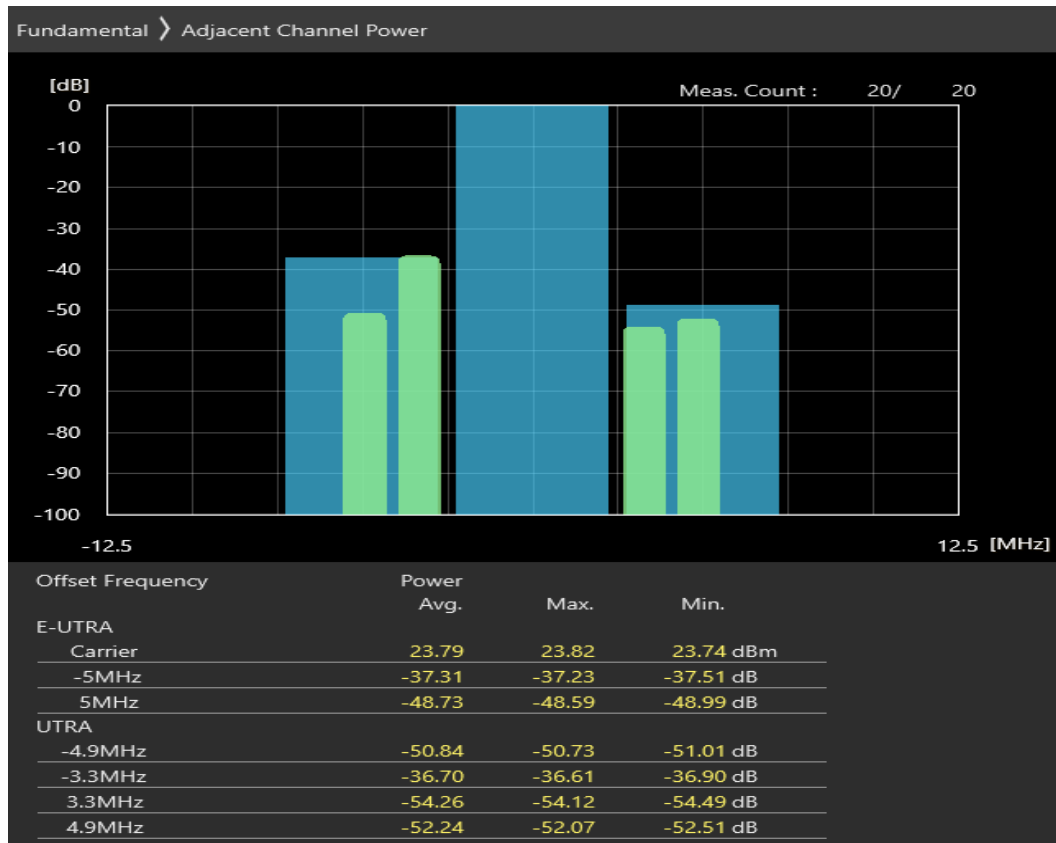 Fundamental 〉 Adjacent Channel Power
[dB]
Meas. Count : 20/ 20
0
-10
-20
-30
-40
-50
-60
-70
-80
-90
-100
-12.5 12.5 [MHz]
Offset Frequency Power
Avg. Max. Min.
E-UTRA
Carrier 23.79 23.82 23.74 dBm
-5MHz -37.31 -37.23 -37.51 dB
5MHz -48.73 -48.59 -48.99 dB
UTRA
-4.9MHz -50.84 -50.73 -51.01 dB
-3.3MHz -36.70 -36.61 -36.90 dB
3.3MHz -54.26 -54.12 -54.49 dB
4.9MHz -52.24 -52.07 -52.51 dB